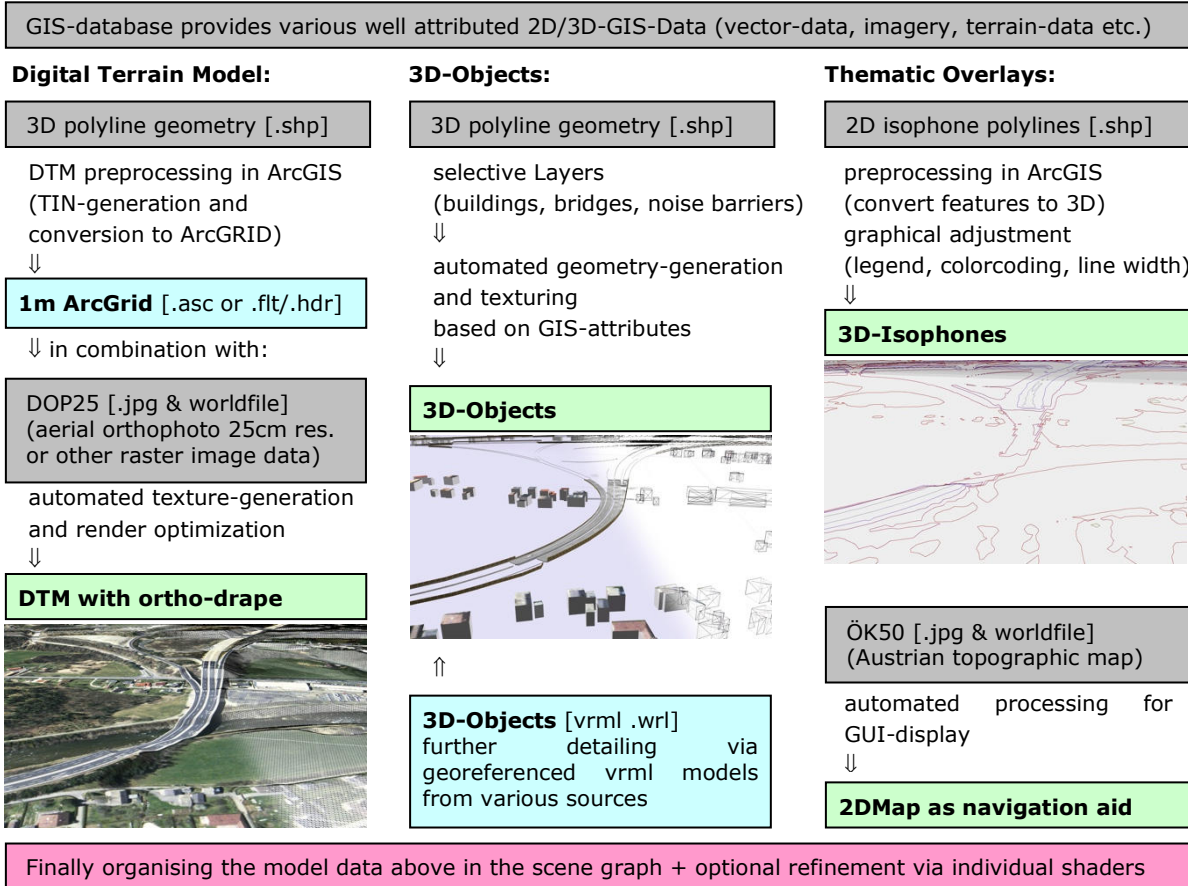 GIS-database provides various well attributed 2D/3D-GIS-Data (vector-data, imagery, terrain-data etc.)
Digital Terrain Model:
3D polyline geometry [.shp]
DTM preprocessing in ArcGIS
(TIN-generation and
conversion to ArcGRID)
⇓
1m ArcGrid [.asc or .flt/.hdr]
⇓ in combination with:
DOP25 [.jpg & worldfile]
(aerial orthophoto 25cm res.
or other raster image data)
automated texture-generation
and render optimization
⇓
DTM with ortho-drape
3D-Objects:
3D polyline geometry [.shp]
selective Layers
(buildings, bridges, noise barriers)
⇓
automated geometry-generation
and texturing
based on GIS-attributes
⇓
3D-Objects
⇑
3D-Objects [vrml .wrl]
further detailing via
georeferenced vrml models
from various sources
Thematic Overlays:
2D isophone polylines [.shp]
preprocessing in ArcGIS
(convert features to 3D)
graphical adjustment
(legend, colorcoding, line width)
⇓
3D-Isophones
ÖK50 [.jpg & worldfile]
(Austrian topographic map)
automated processing for
GUI-display
⇓
2DMap as navigation aid
Finally organising the model data above in the scene graph + optional refinement via individual shaders